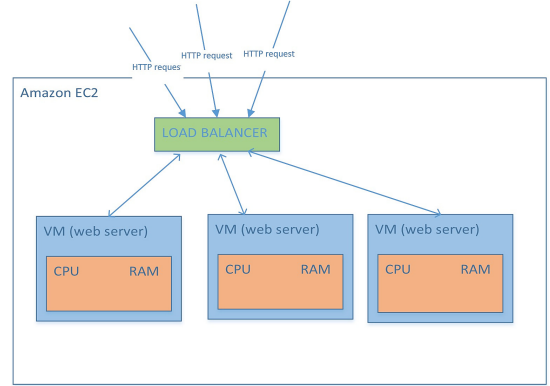 HTTP request
HTTP request
HTTP reques
Amazon EC2
LOAD BALANCER
VM (web server)
VM (web server)
VM (web server)
CPU RAM
CPU RAM
CPU RAM